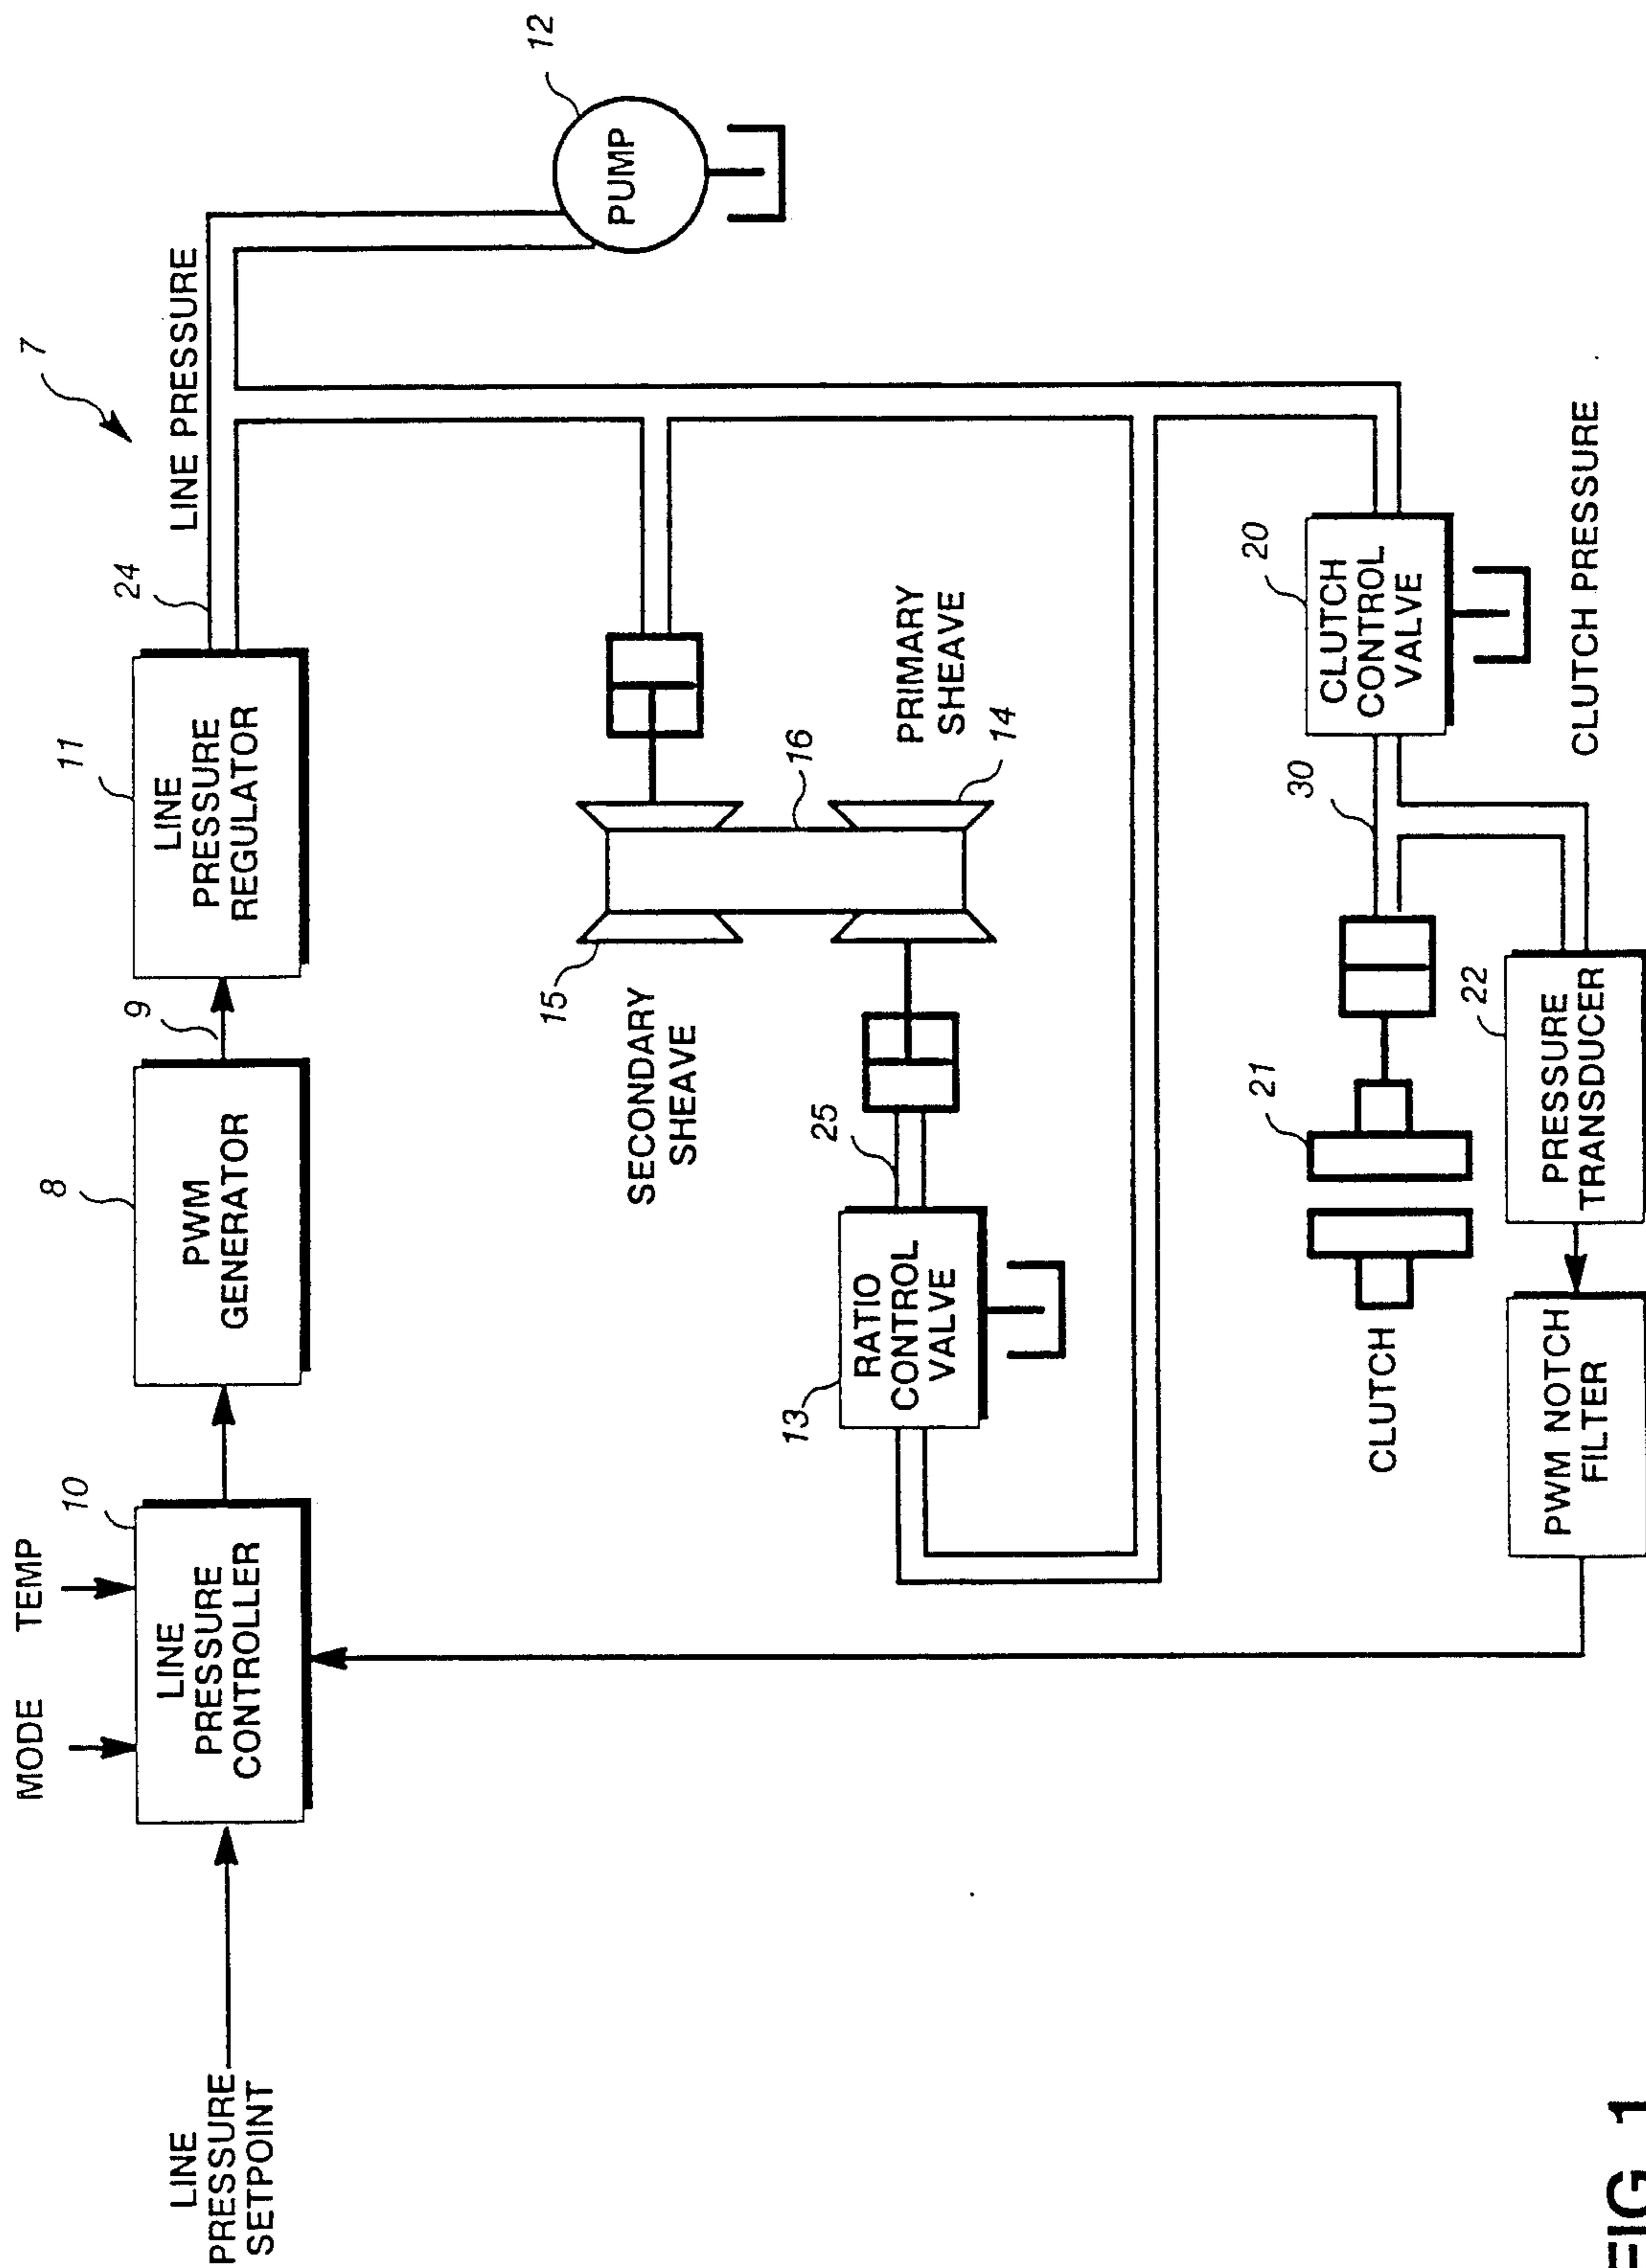 MODE
TEMP
LINE
PRESSURE
SETPOINT
10
LINE
PRESSURE
CONTROLLER
8
PWM
GENERATOR
9
11
LINE
PRESSURE
REGULATOR
24
LINE PRESSURE
7
12
PUMP
SECONDARY
SHEAVE
15
16
PRIMARY
SHEAVE
14
13
RATIO
CONTROL
VALVE
25
20
CLUTCH
CONTROL
VALVE
30
CLUTCH PRESSURE
21
CLUTCH
22
PRESSURE
TRANSDUCER
PWM NOTCH
FILTER
FIG 1